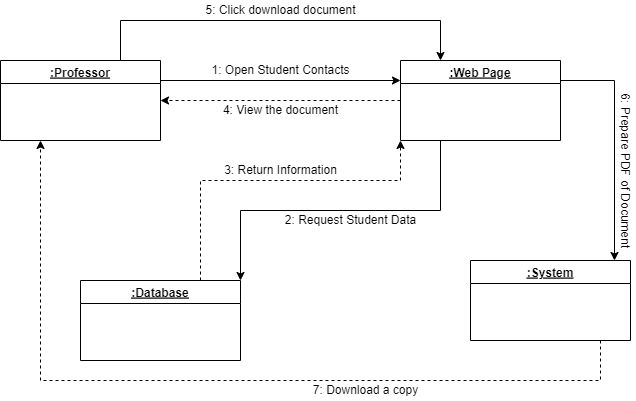 5: Click download document
:Professor
:Web Page
1: Open Student Contacts
4: View the document
6: Prepare PDF of Document
3: Return Information
2: Request Student Data
:System
:Database
7: Download a copy